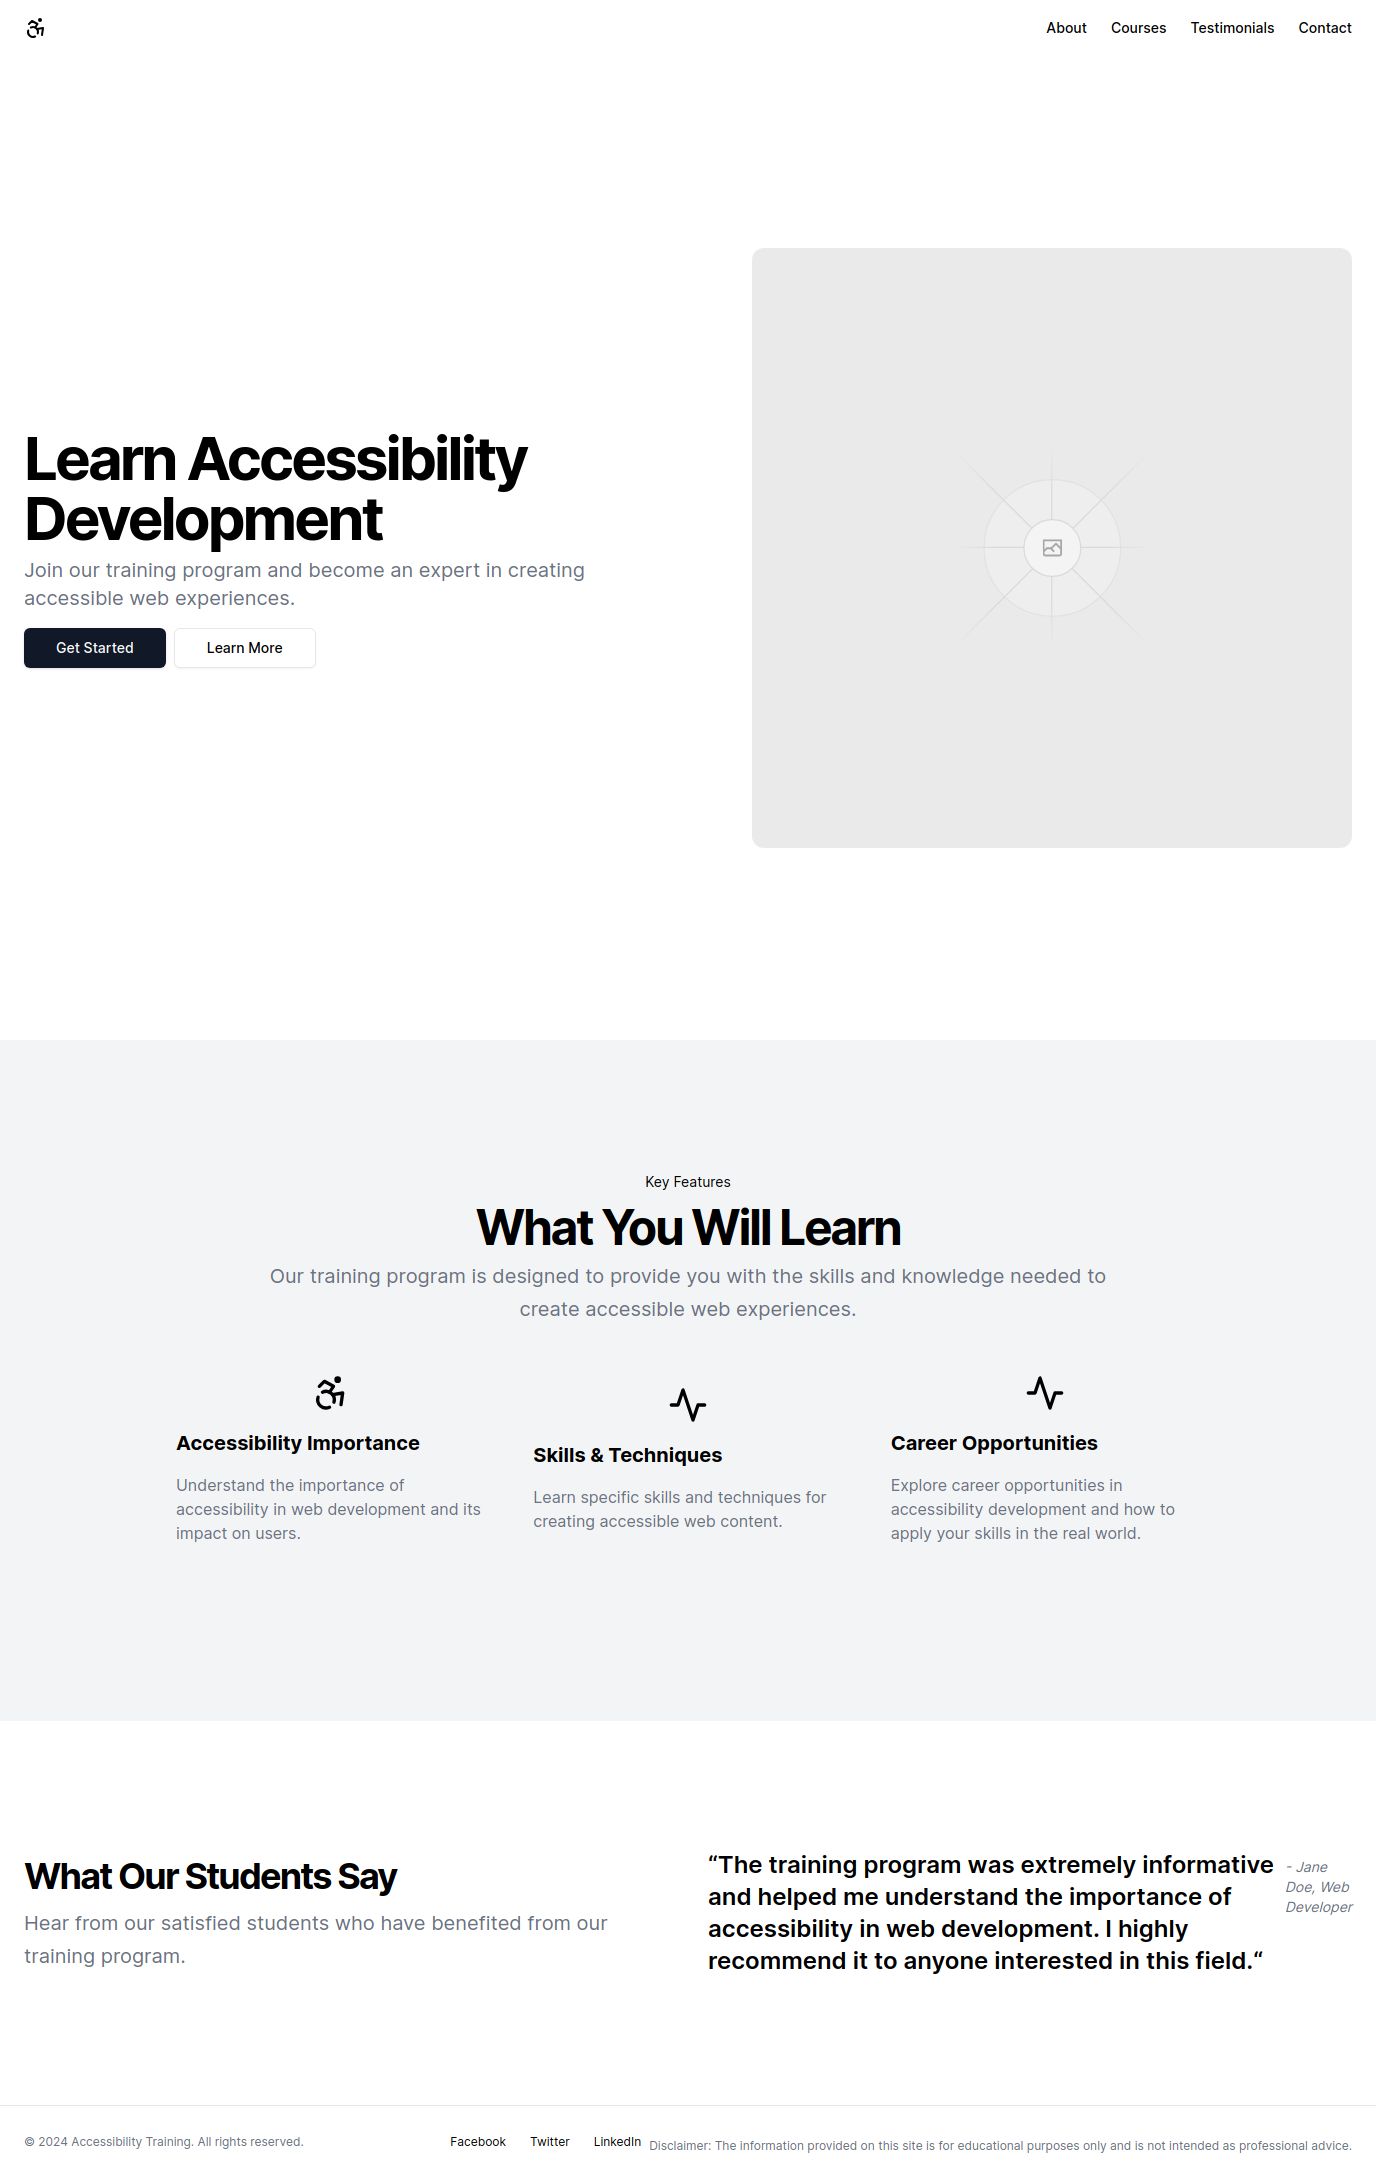 About Courses Testimonials Contact
Learn Accessibility
Development
Join our training program and become an expert in creating
accessible web experiences.
Get Started Learn More
Key Features
What You Will Learn
Our training program is designed to provide you with the skills and knowledge needed to
create accessible web experiences.
Accessibility Importance
Understand the importance of
accessibility in web development and its
impact on users.
Skills & Techniques
Learn specific skills and techniques for
creating accessible web content.
Career Opportunities
Explore career opportunities in
accessibility development and how to
apply your skills in the real world.
What Our Students Say
Hear from our satisfied students who have benefited from our
training program.
“The training program was extremely informative
and helped me understand the importance of
accessibility in web development. I highly
recommend it to anyone interested in this field.“
- Jane
Doe, Web
Developer
© 2024 Accessibility Training. All rights reserved.
Facebook Twitter LinkedIn
Disclaimer: The information provided on this site is for educational purposes only and is not intended as professional advice.